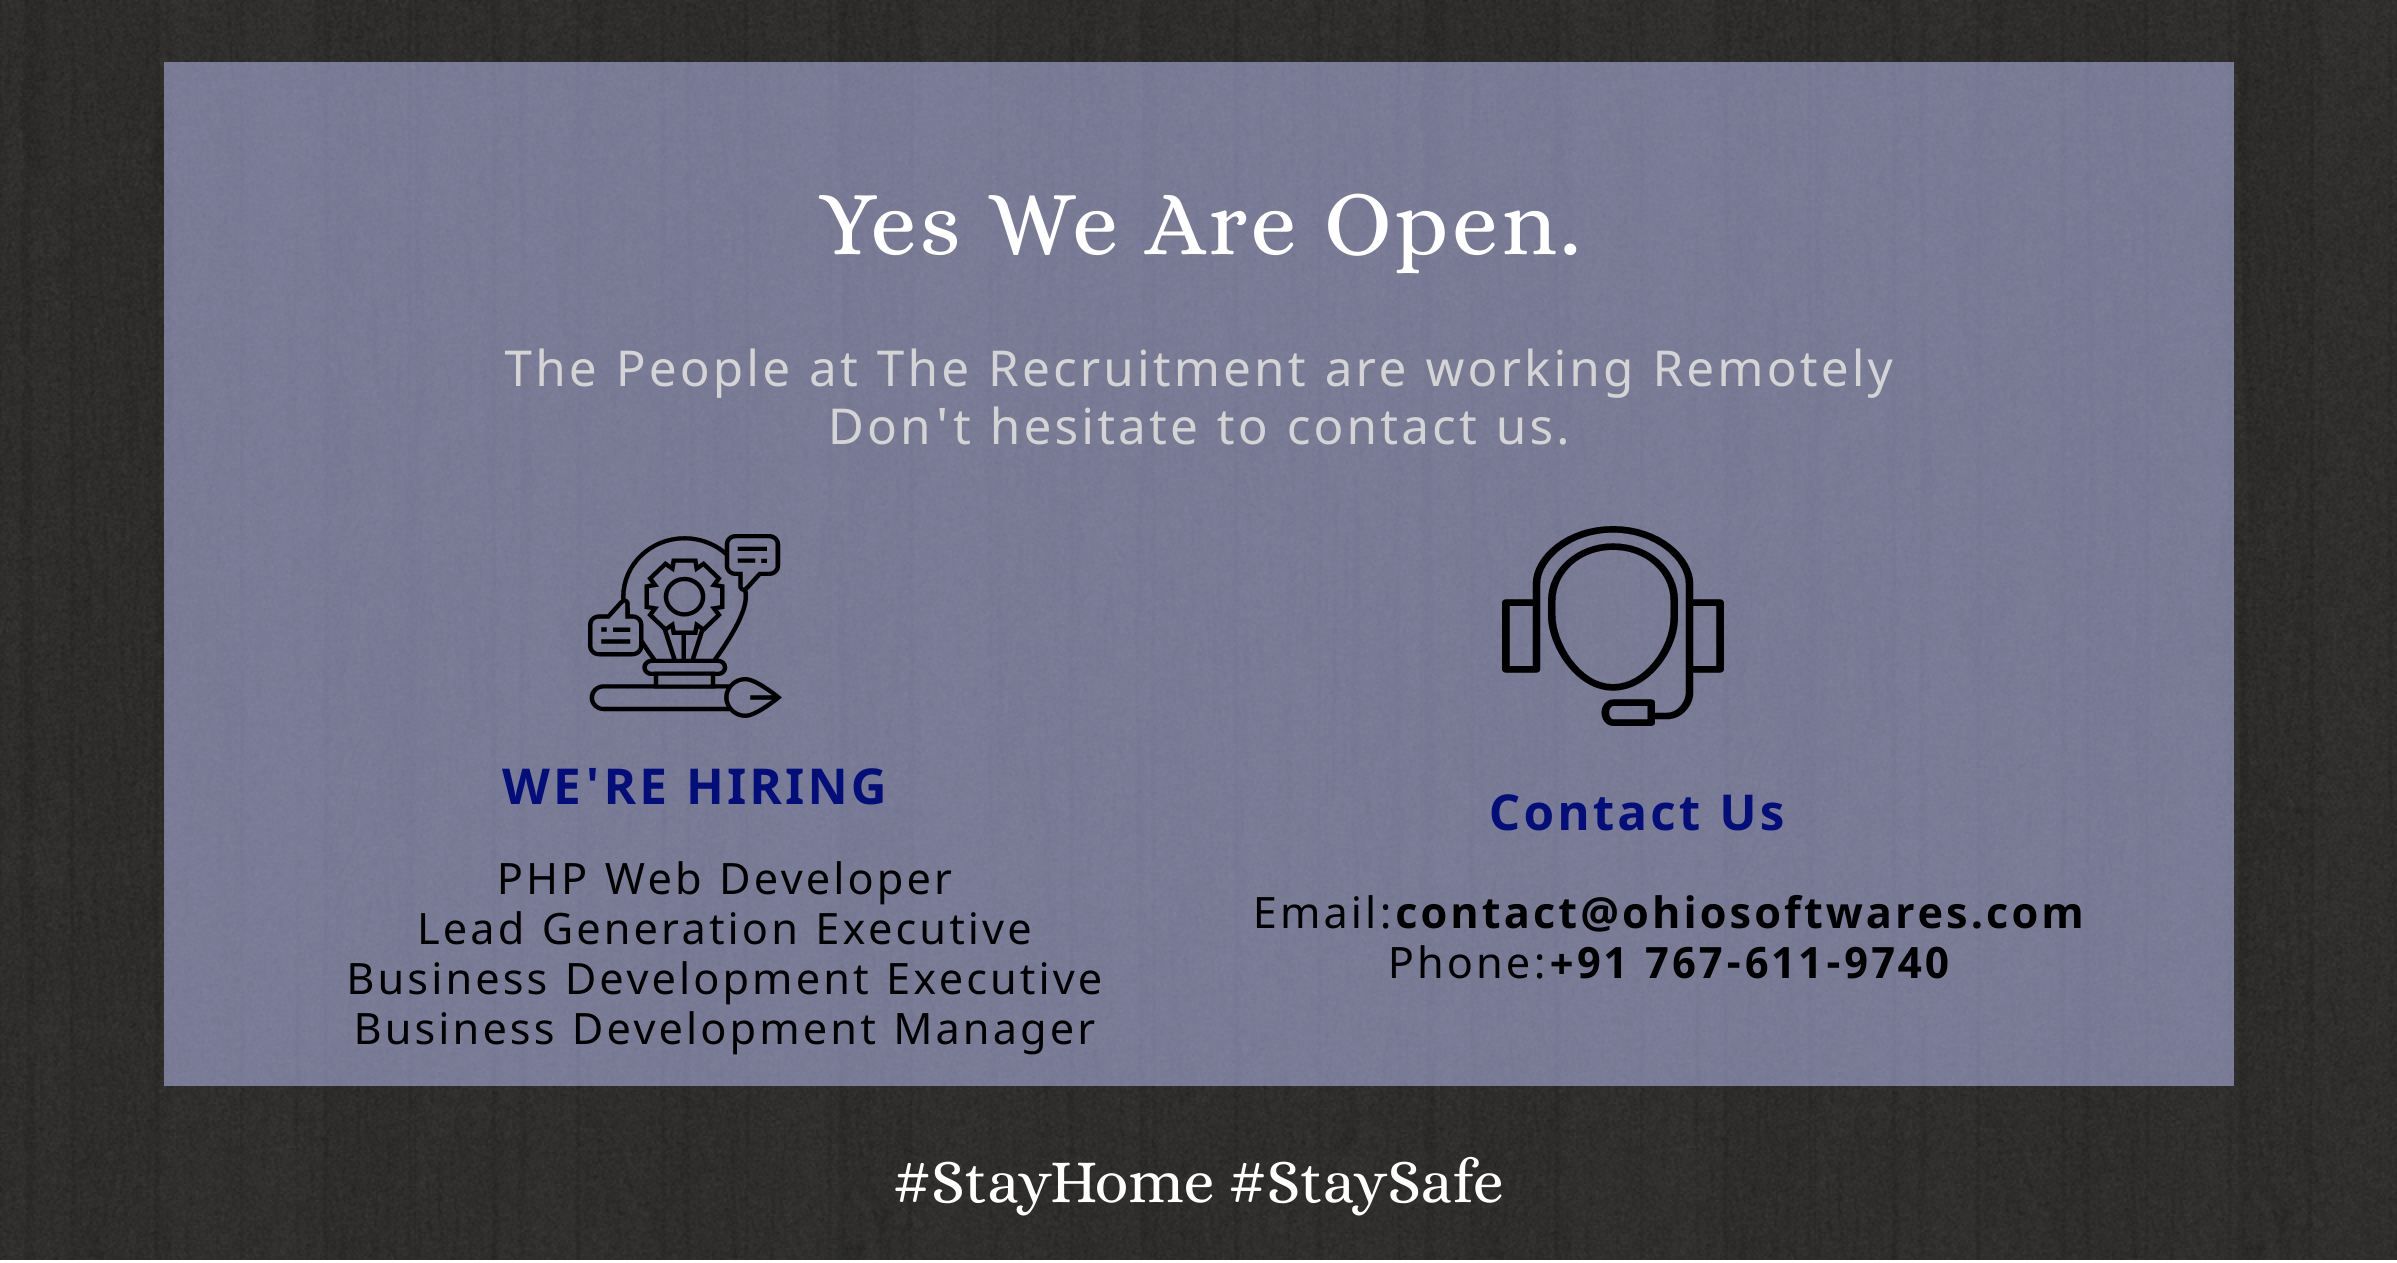 Yes We Are Open.
The People at The Recruitment are working Remotely
Don't hesitate to contact us.
WE'RE HIRING
PHP Web Developer
Lead Generation Executive
Business Development Executive
Business Development Manager
Contact Us
Email:contact@ohiosoftwares.com
Phone:+91 767-611-9740
#StayHome #StaySafe